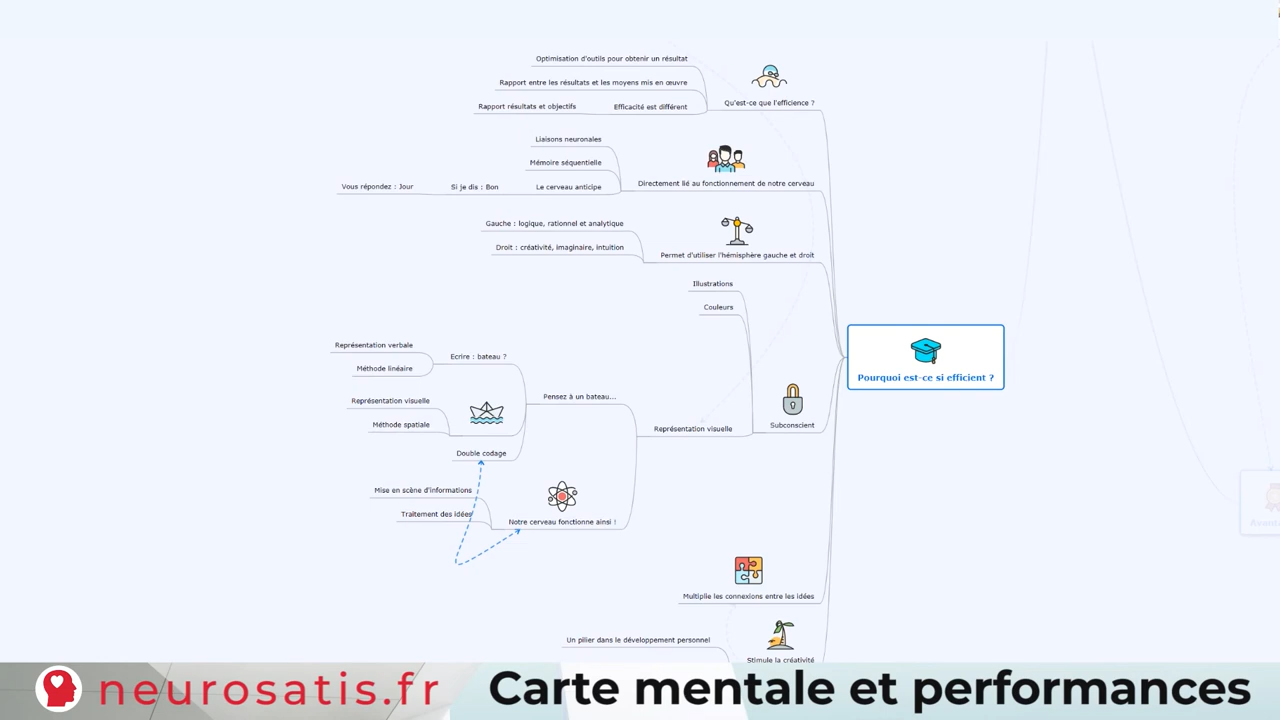 Optimisation d'outils pour obtenir un résultat
Rapport entre les résultats et les moyens mis en œuvre
Rapport résultats et objectifs
Efficacité est différent
Qu'est-ce que l'efficience ?
Liaisons neuronales
Mémoire séquentielle
Vous répondez : Jour
Si je dis : Bon
Le cerveau anticipe
Directement lié au fonctionnement de notre cerveau
Gauche : logique, rationnel et analytique
Droit : créativité, imaginaire, intuition
Permet d'utiliser l'hémisphère gauche et droit
Illustrations
Couleurs
Représentation verbale
Méthode linéaire
Ecrire : bateau ?
Représentation visuelle
Méthode spatiale
Double codage
Pensez à un bateau...
Mise en scène d'informations
Traitement des idées
Notre cerveau fonctionne ainsi !
Représentation visuelle
Subconscient
Pourquoi est-ce si efficient ?
Multiplie les connexions entre les idées
Un pilier dans le développement personnel
Stimule la créativité
neurosatis.fr
Carte mentale et performances